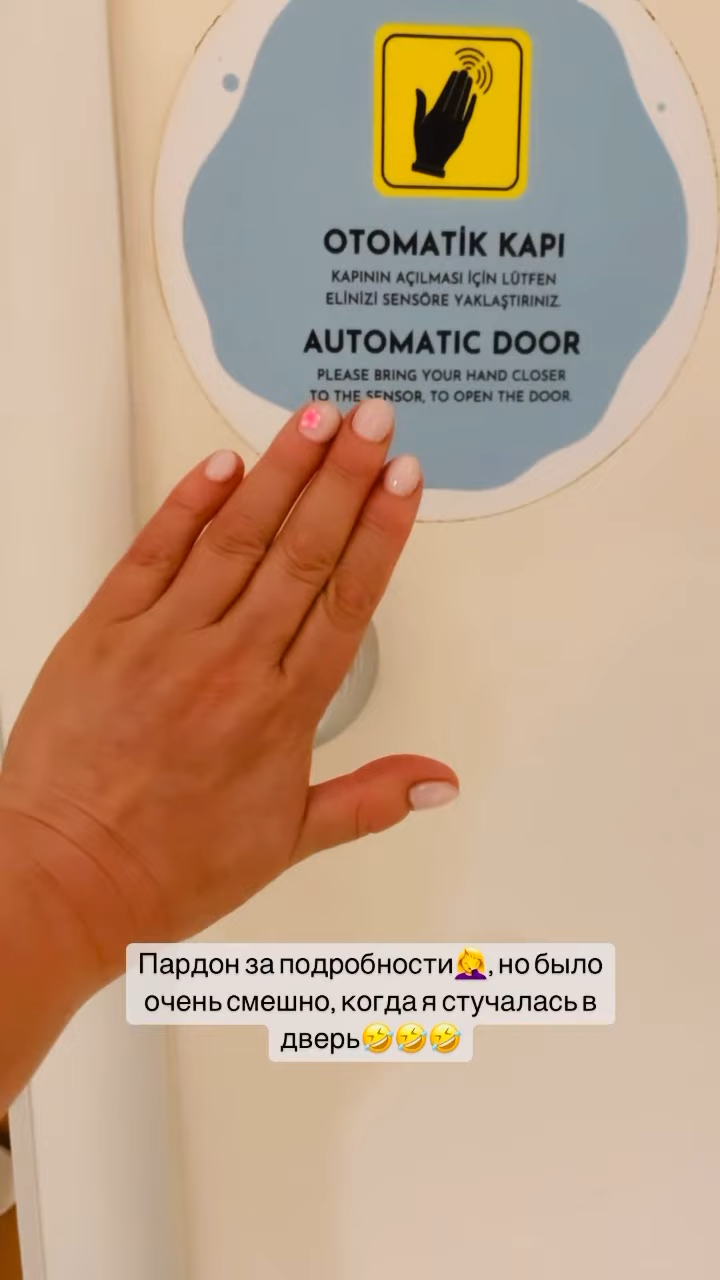 OTOMATİK KAPI
KAPININ AÇILMASI İÇİN LÜTFEN
ELİNİZİ SENSÖRE YAKLAŞTIRINIZ.
AUTOMATIC DOOR
PLEASE BRING YOUR HAND CLOSER
TO THE SENSOR, TO OPEN THE DOOR.
Пардон за подробности🤦‍♀️, но было
очень смешно, когда я стучалась в
дверь🤣🤣🤣